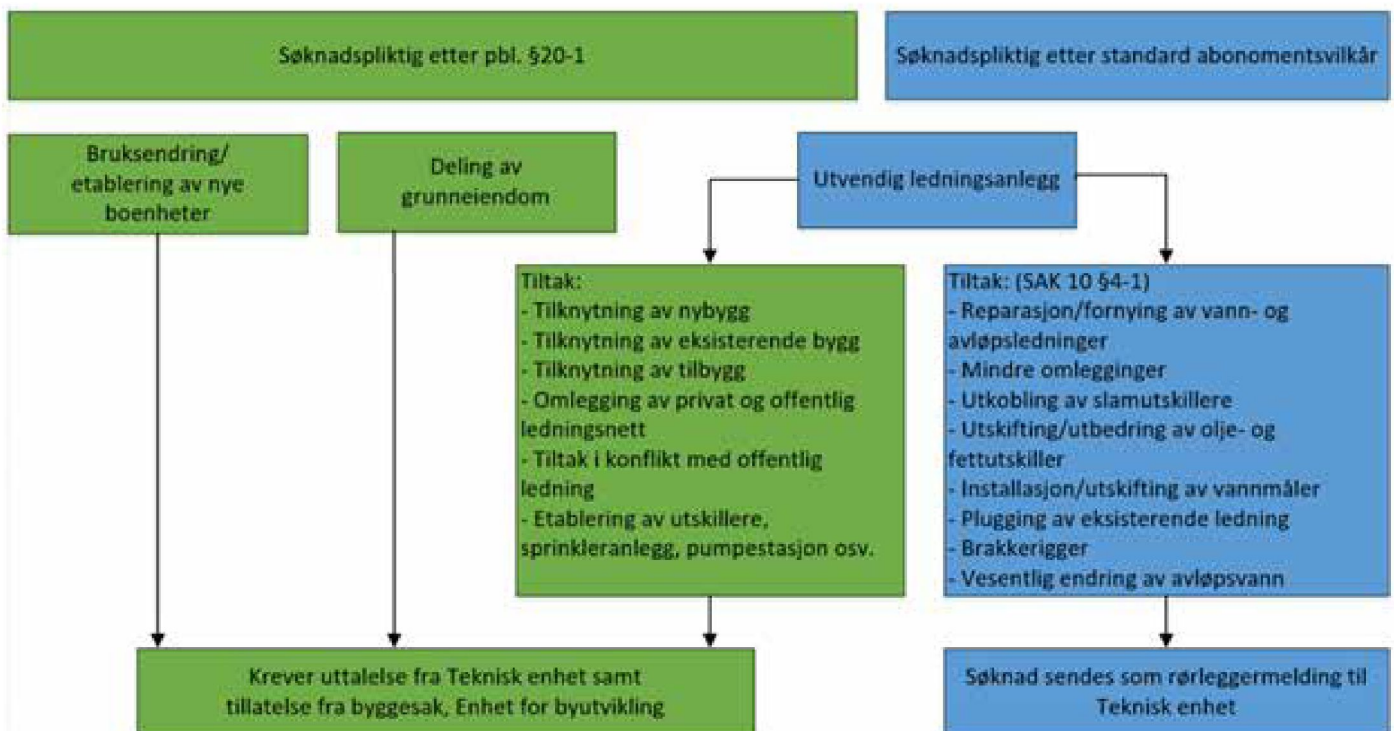 Søknadspliktig etter pbl. §20-1
Søknadspliktig etter standard abonomentsvilkår
Bruksendring/
etablering av nye
boenheter
Deling av
grunneiendom
Utvendig ledningsanlegg
Tiltak:
- Tilknytning av nybygg
- Tilknytning av eksisterende bygg
- Tilknytning av tilbygg
- Omlegging av privat og offentlig
ledningsnett
- Tiltak i konflikt med offentlig
ledning
- Etablering av utskillere,
sprinkleranlegg, pumpestasjon osv.
Tiltak: (SAK 10 §4-1)
- Reparasjon/fornying av vann- og
avløpsledninger
- Mindre omlegginger
- Utkobling av slamutskillere
- Utskifting/utbedring av olje- og
fettutskiller
- Installasjon/utskifting av vannmåler
- Plugging av eksisterende ledning
- Brakkerigger
- Vesentlig endring av avløpsvann
Krever uttalelse fra Teknisk enhet samt
tillatelse fra byggesak, Enhet for byutvikling
Søknad sendes som rørleggermelding til
Teknisk enhet